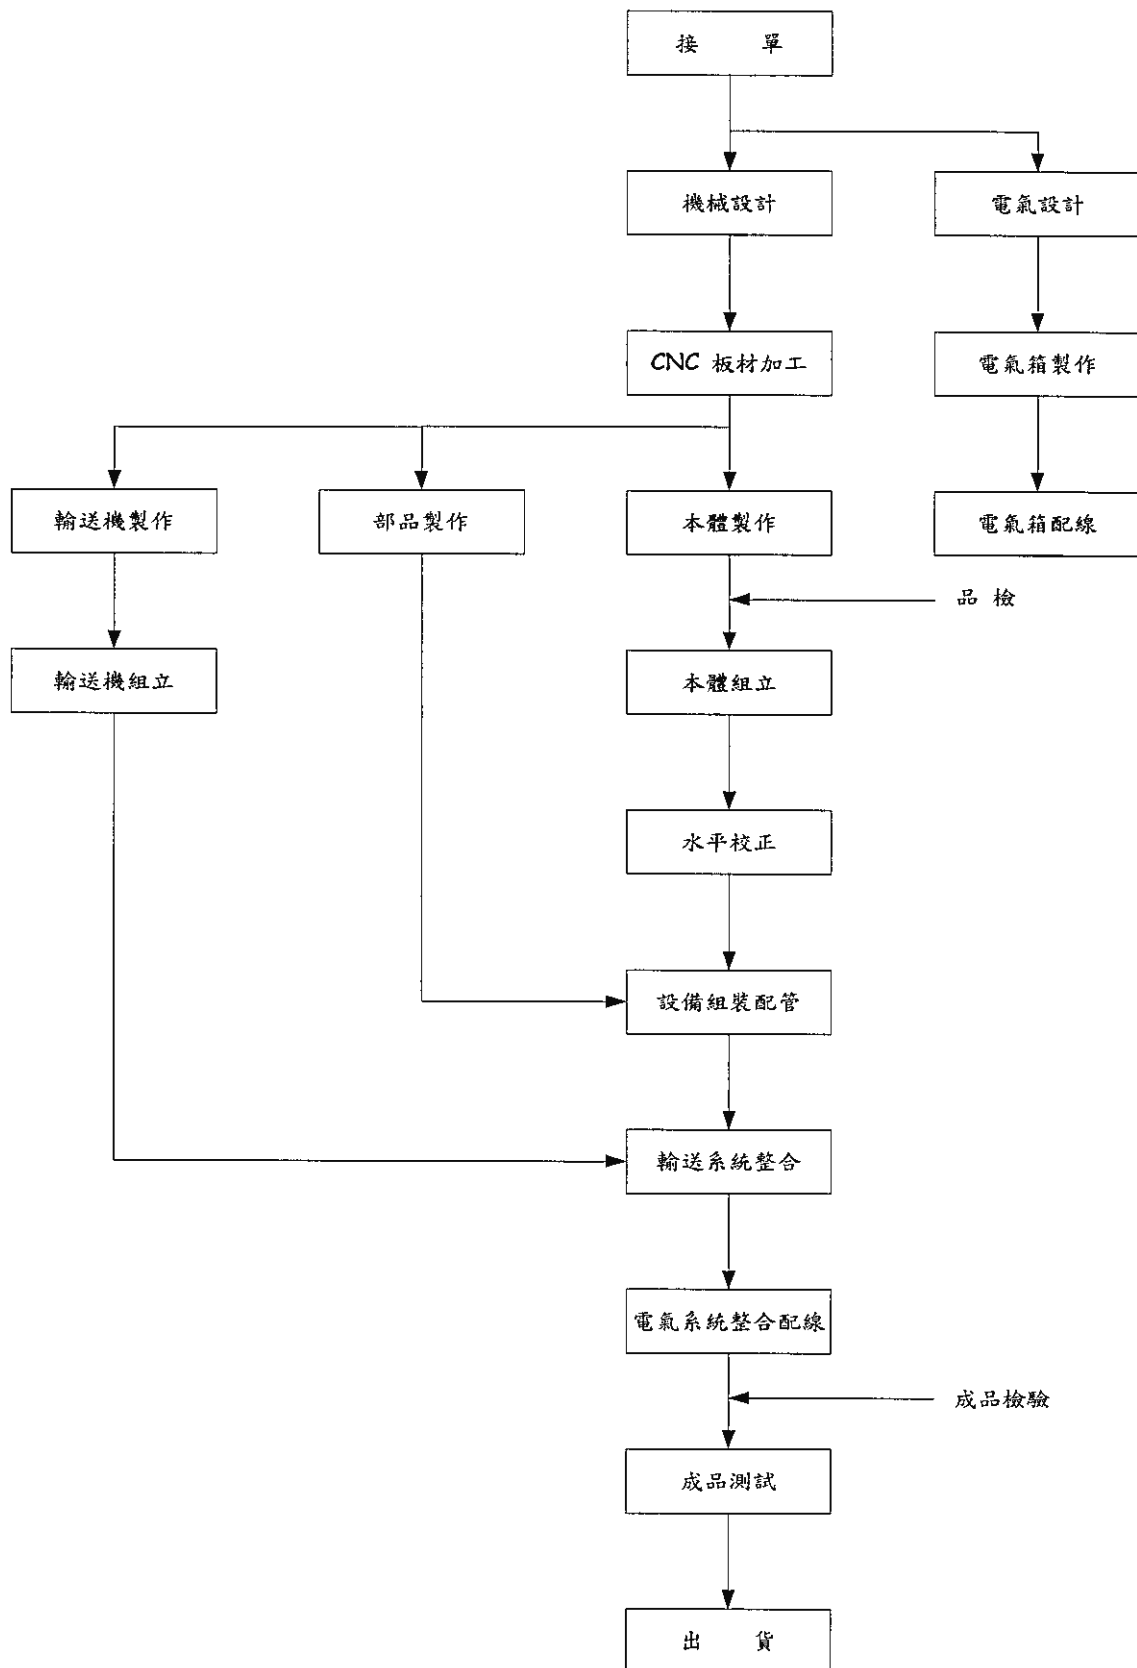 接 單
機械設計
電氣設計
CNC 板材加工
電氣箱製作
輸送機製作
部品製作
本體製作
電氣箱配線
品 檢
輸送機組立
本體組立
水平校正
設備組裝配管
輸送系統整合
電氣系統整合配線
成品檢驗
成品測試
出 貨